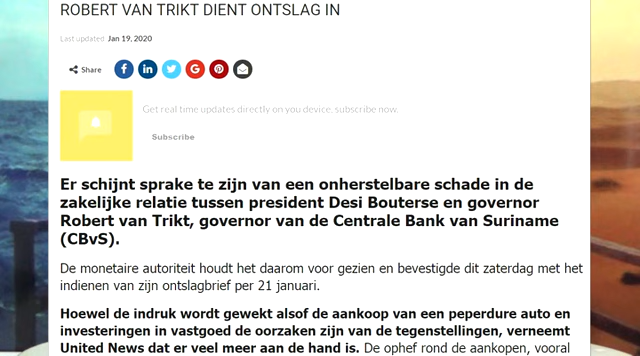 ROBERT VAN TRIKT DIENT ONTSLAG IN
Last updated Jan 19, 2020
Share
Get real time updates directly on you device, subscribe now.
Subscribe
Er schijnt sprake te zijn van een onherstelbare schade in de
zakelijke relatie tussen president Desi Bouterse en governor
Robert van Trikt, governor van de Centrale Bank van Suriname
(CBvS).
De monetaire autoriteit houdt het daarom voor gezien en bevestigde dit zaterdag met het
indienen van zijn ontslagbrief per 21 januari.
Hoewel de indruk wordt gewekt alsof de aankoop van een peperdure auto en
investeringen in vastgoed de oorzaken zijn van de tegenstellingen, verneemt
United News dat er veel meer aan de hand is. De ophef rond de aankopen, vooral